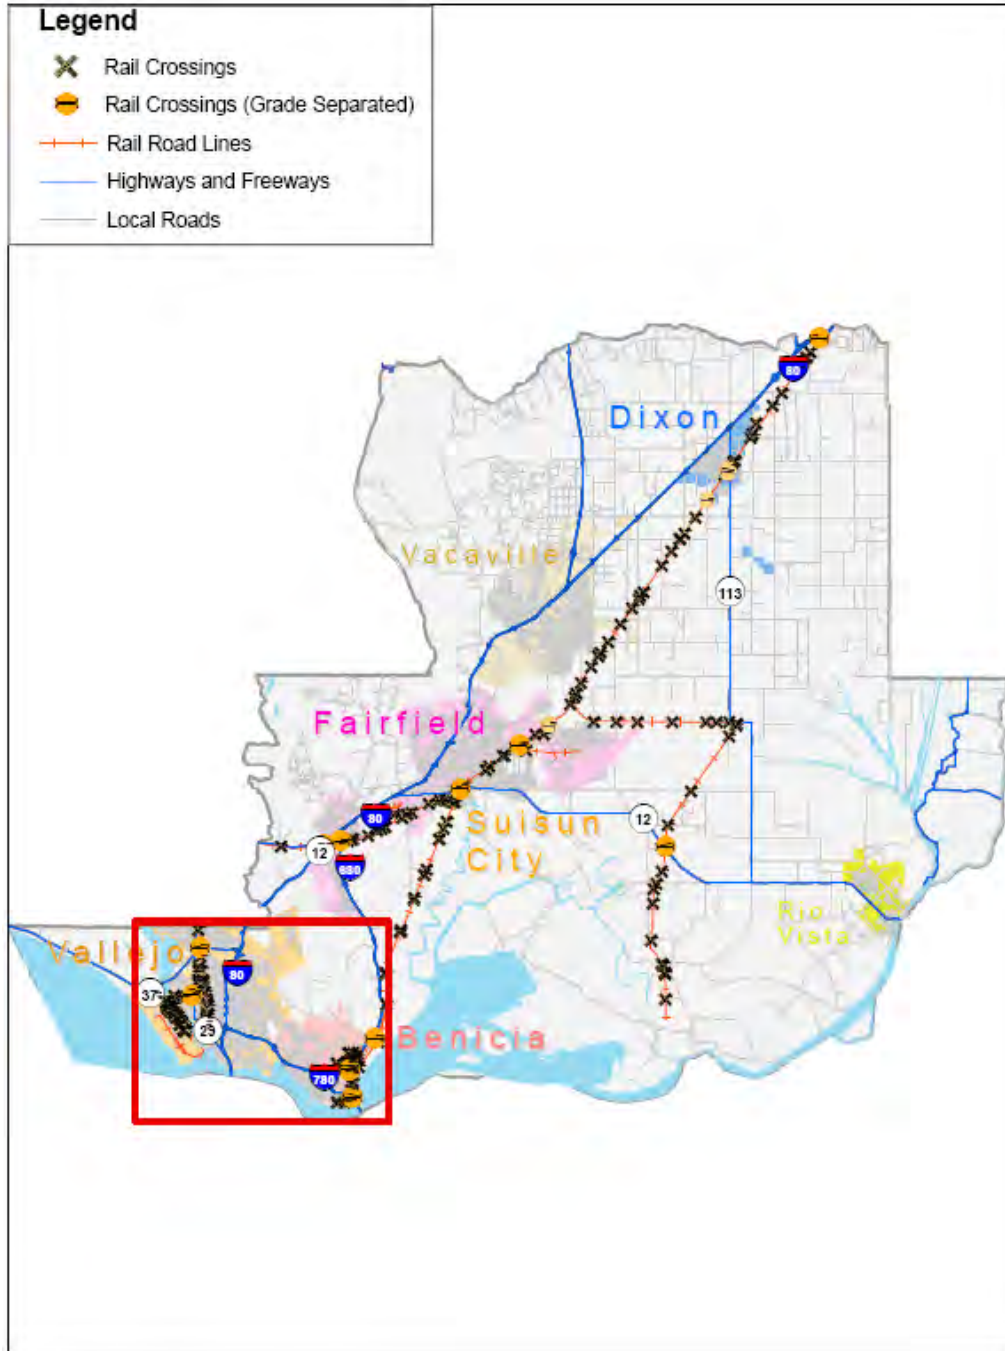 Legend
Rail Crossings
Rail Crossings (Grade Separated)
Rail Road Lines
Highways and Freeways
Local Roads
80
Dixon
Vacaville
113
Fairfield
80
12
Suisun
City
12
680
Rio
Vista
Vallejo
80
37
29
Benicia
780